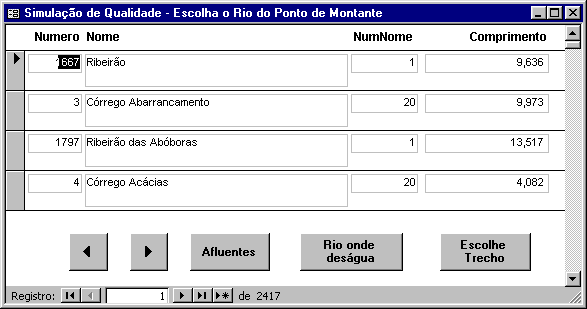 Simulação de Qualidade - Escolha o Rio do Ponto de Montante
Numero Nome NumNome Comprimento
1667 Ribeirão 1 9,636
3 Córrego Abarrancamento 20 9,973
1797 Ribeirão das Abóboras 1 13,517
4 Córrego Acácias 20 4,082
Afluentes
Rio onde
deságua
Escolhe
Trecho
Registro: 1 de 2417